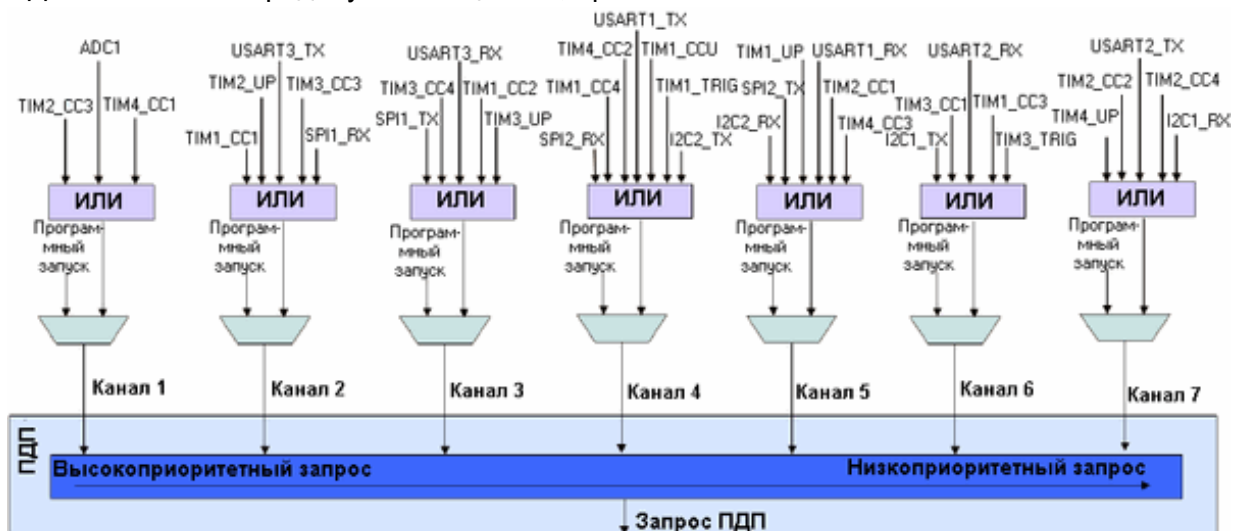 ADC1
TIM2_CC3
TIM4_CC1
ИЛИ
Програм-
мный
запуск
Канал 1
USART3_TX
TIM2_UP
TIM3_CC3
TIM1_CC1
SPI1_RX
ИЛИ
Програм-
мный
запуск
Канал 2
USART3_RX
TIM3_CC4
TIM1_CC2
SPI1_TX
TIM3_UP
ИЛИ
Програм-
мный
запуск
Канал 3
USART1_TX
TIM4_CC2
TIM1_CCU
TIM1_CC4
TIM1_TRIG
SPI2_RX
I2C2_TX
ИЛИ
Програм-
мный
запуск
Канал 4
TIM1_UP
USART1_RX
SPI2_TX
TIM2_CC1
I2C2_RX
TIM4_CC3
ИЛИ
Програм-
мный
запуск
Канал 5
USART2_RX
TIM3_CC1
TIM1_CC3
I2C1_TX
TIM3_TRIG
ИЛИ
Програм-
мный
запуск
Канал 6
USART2_TX
TIM2_CC2
TIM2_CC4
TIM4_UP
I2C1_RX
ИЛИ
Програм-
мный
запуск
Канал 7
ПДП
Высокоприоритетный запрос
Низкоприоритетный запрос
Запрос ПДП